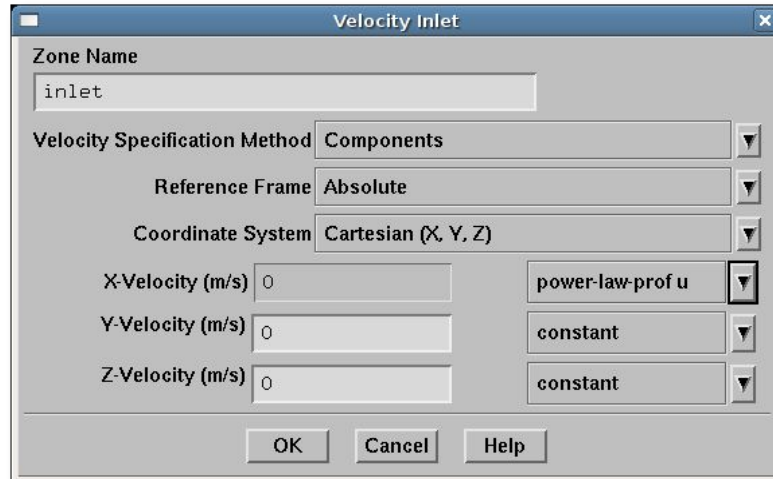 Velocity Inlet
Zone Name
inlet
Velocity Specification Method Components
Reference Frame Absolute
Coordinate System Cartesian (X, Y, Z)
X-Velocity (m/s) 0 power-law-prof u
Y-Velocity (m/s) 0 constant
Z-Velocity (m/s) 0 constant
OK Cancel Help